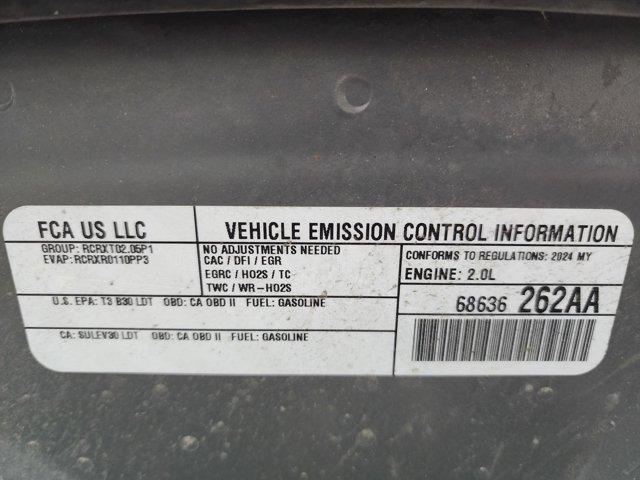 FCA US LLC
VEHICLE EMISSION CONTROL INFORMATION
GROUP: RCRXT02.05P1
EVAP: RCRXR0110PP3
NO ADJUSTMENTS NEEDED
CAC / DFI / EGR
EGRC / HO2S / TC
TWC / WR-HO2S
CONFORMS TO REGULATIONS: 2024 MY
ENGINE: 2.0L
U.S. EPA: T3 B30 LDT OBD: CA OBD II FUEL: GASOLINE
CA: SULEV30 LDT OBD: CA OBD II FUEL: GASOLINE
68636 262AA